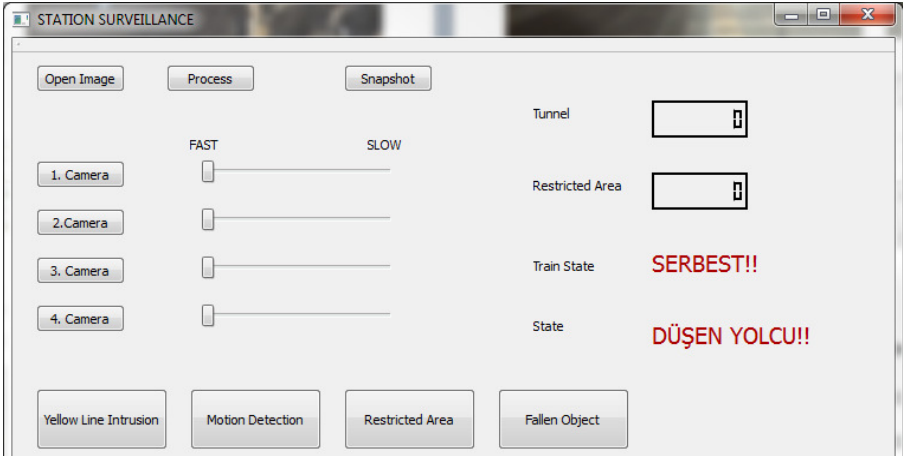 STATION SURVEILLANCE
Open Image
Process
Snapshot
Tunnel
0
FAST
SLOW
1. Camera
Restricted Area
0
2.Camera
3. Camera
Train State
SERBEST!!
4. Camera
State
DÜŞEN YOLCU!!
Yellow Line Intrusion
Motion Detection
Restricted Area
Fallen Object